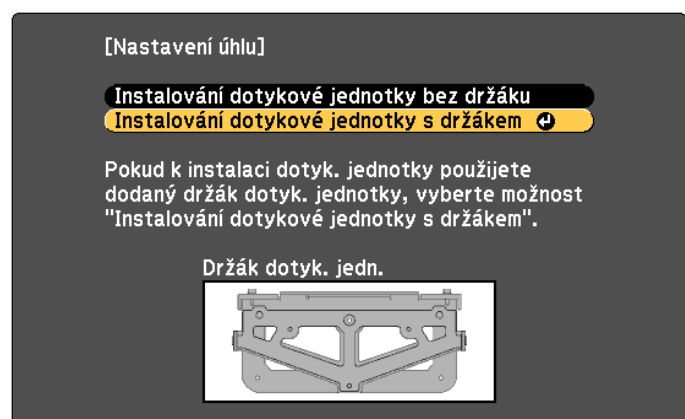 [Nastavení úhlu]
Instalování dotykové jednotky bez držáku
Instalování dotykové jednotky s držákem
Pokud k instalaci dotyk. jednotky použijete
dodaný držák dotyk. jednotky, vyberte možnost
"Instalování dotykové jednotky s držákem".
Držák dotyk. jedn.